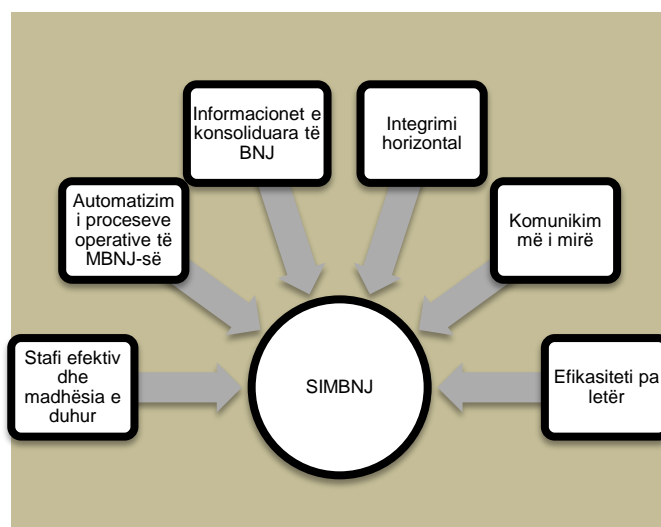 Informacionet e
konsoliduara të
BNJ
Integrimi
horizontal
Automatizim
i proceseve
operative të
MBNJ-së
Komunikim
më i mirë
Stafi efektiv
dhe
madhësia e
duhur
SIMBNJ
Efikasiteti pa
letër